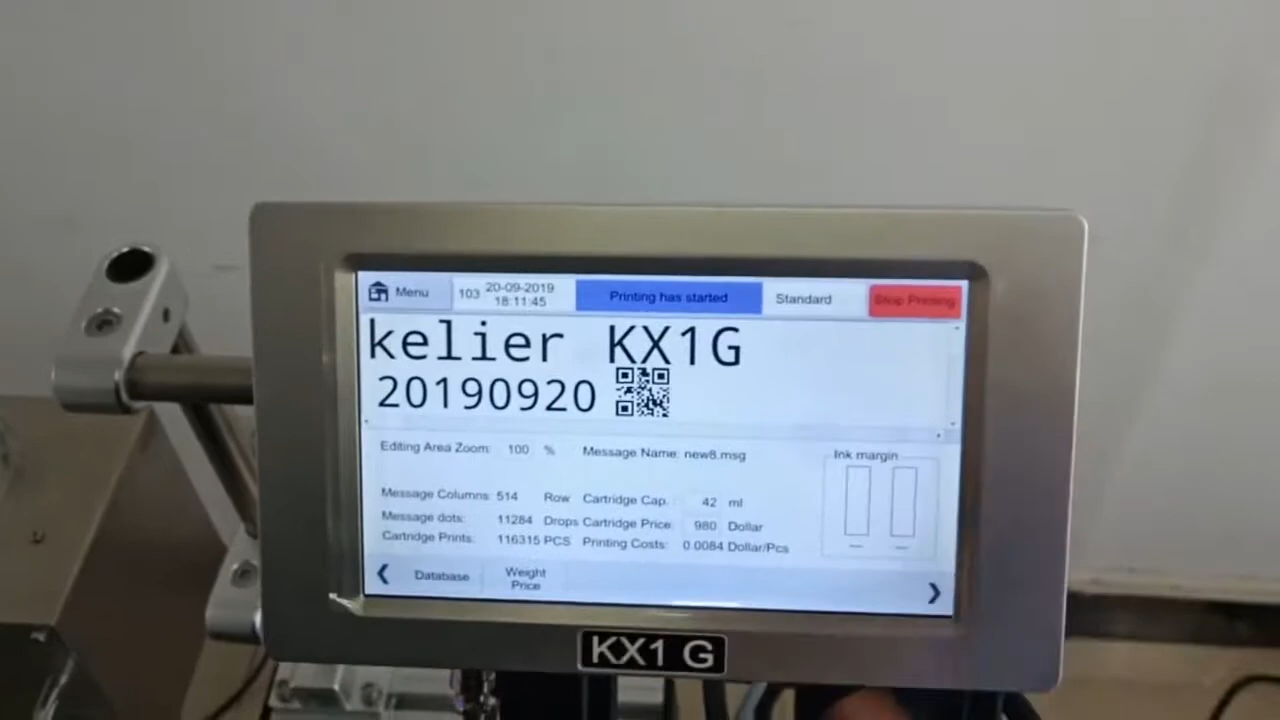 Menu 103 20-09-2019 18:11:45 Printing has started Standard Stop Printing
kelier KX1G
20190920
Editing Area Zoom: 100 % Message Name: new8.msg Ink margin
Message Columns: 514 Row Cartridge Cap. 42 ml
Message dots: 11284 Drops Cartridge Price: 980 Dollar
Cartridge Prints: 116315 PCS Printing Costs: 0.0084 Dollar/Pcs
Database Weight Price
KX1 G